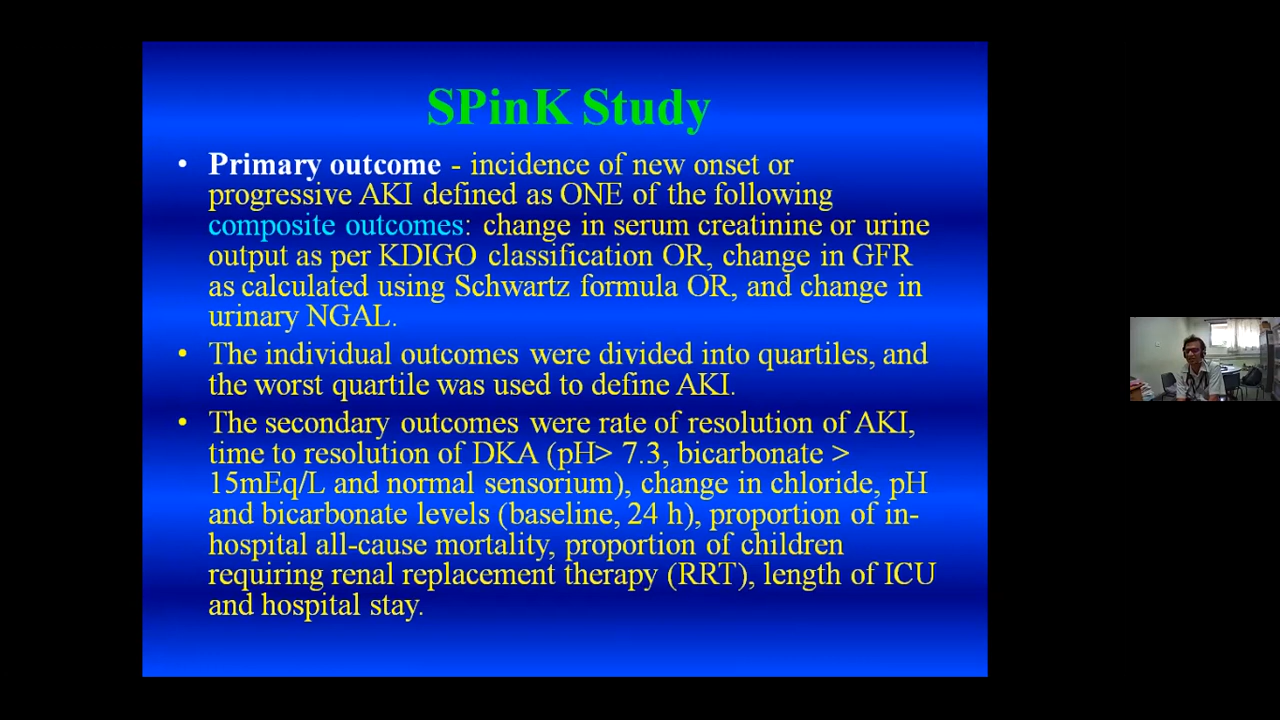 SPinK Study
• Primary outcome - incidence of new onset or
progressive AKI defined as ONE of the following
composite outcomes: change in serum creatinine or urine
output as per KDIGO classification OR, change in GFR
as calculated using Schwartz formula OR, and change in
urinary NGAL.
• The individual outcomes were divided into quartiles, and
the worst quartile was used to define AKI.
• The secondary outcomes were rate of resolution of AKI,
time to resolution of DKA (pH> 7.3, bicarbonate >
15mEq/L and normal sensorium), change in chloride, pH
and bicarbonate levels (baseline, 24 h), proportion of in-
hospital all-cause mortality, proportion of children
requiring renal replacement therapy (RRT), length of ICU
and hospital stay.